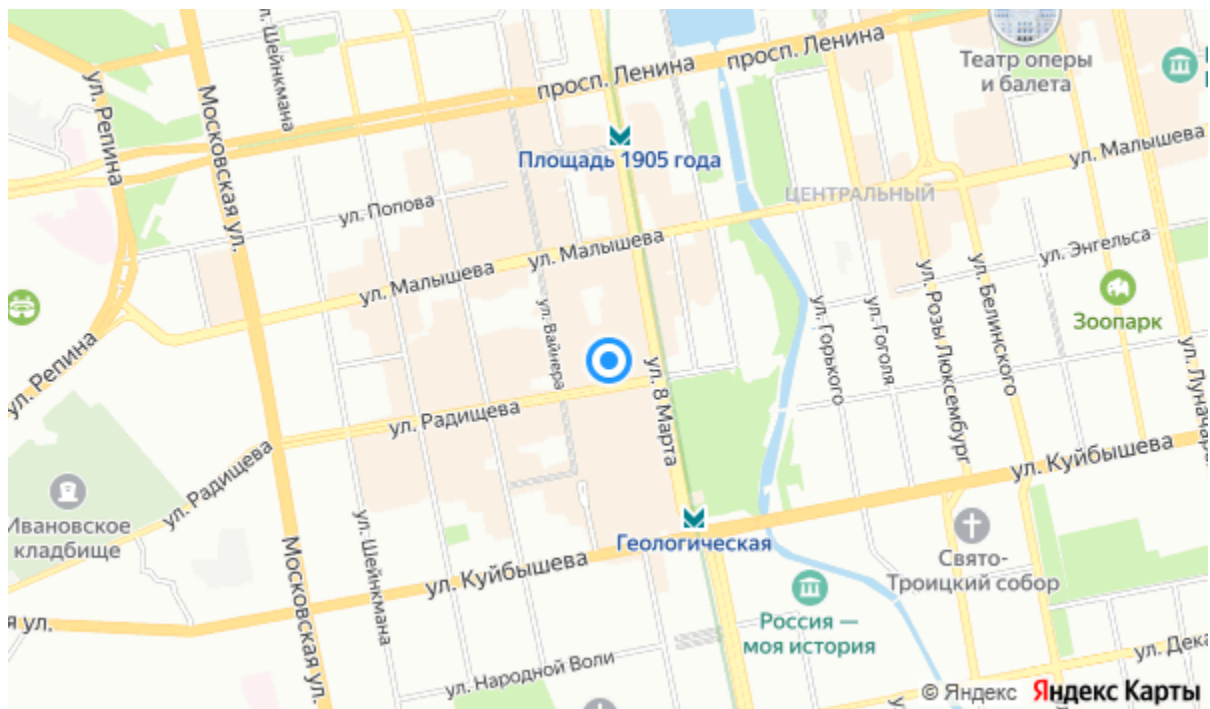 ул. Шейнкмана
просп. Ленина
просп. Ленина
Театр оперы
и балета
ул. Репина
Московская ул.
Площадь 1905 года
ул. Малышева
ул. Попова
ЦЕНТРАЛЬНЫЙ
ул. Малышева
ул. Малышева
ул. Энгельса
ул. Вайнера
ул. Горького
ул. Гоголя
ул. Розы Люксембург
ул. Белинского
Зоопарк
ул. Репина
ул. 8 Марта
ул. Радищева
ул. Радищева
ул. Куйбышева
Ивановское
кладбище
ул. Шейнкмана
Московская ул.
Геологическая
ул. Куйбышева
Свято-
Троицкий собор
Россия —
моя история
ул. Народной Воли
© Яндекс Яндекс Карты